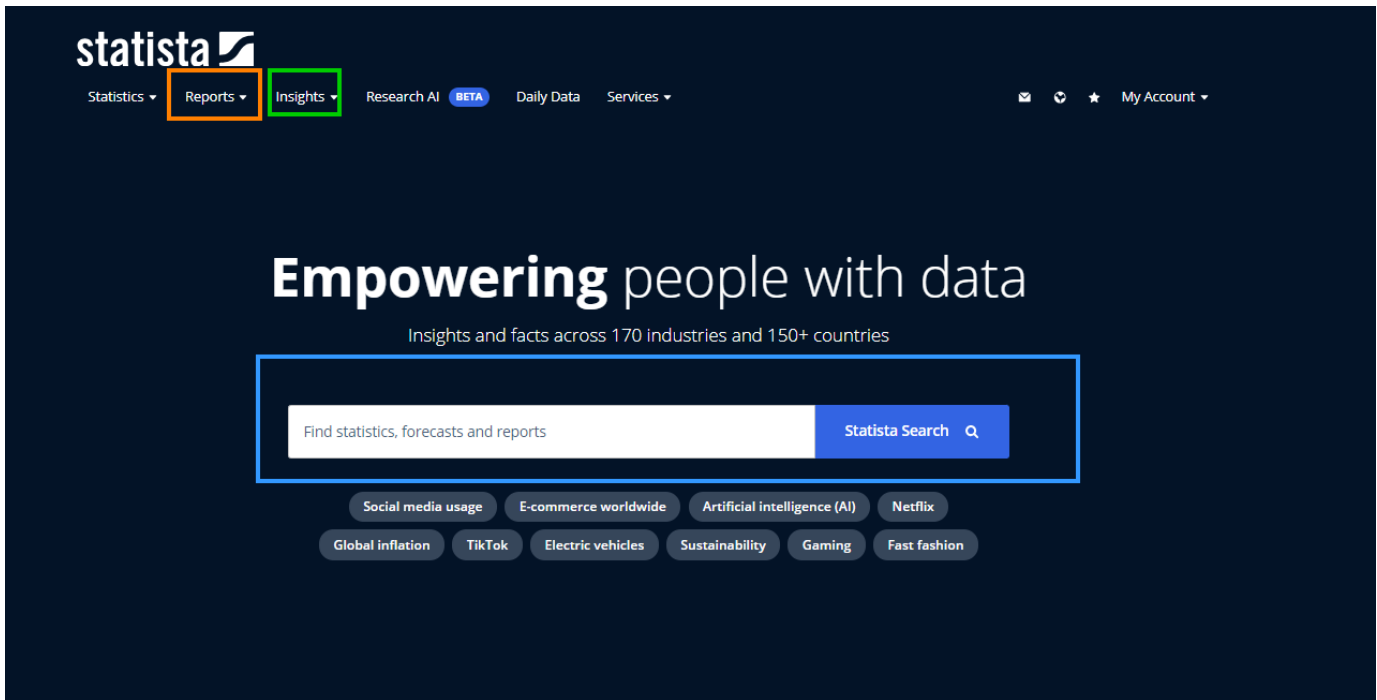 statista
Statistics Reports Insights Research AI BETA Daily Data Services My Account
Empowering people with data
Insights and facts across 170 industries and 150+ countries
Find statistics, forecasts and reports Statista Search
Social media usage E-commerce worldwide Artificial intelligence (AI) Netflix
Global inflation TikTok Electric vehicles Sustainability Gaming Fast fashion